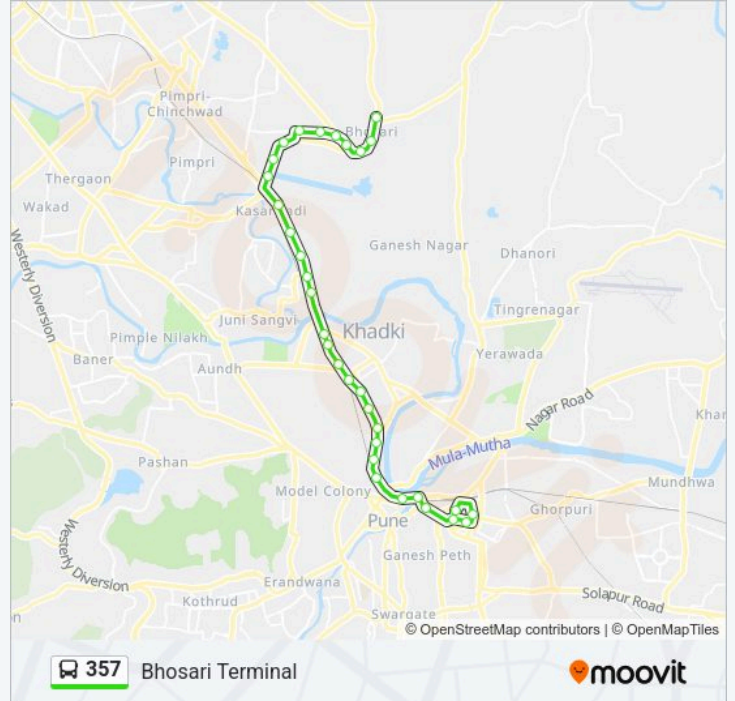 Pimpri-
Chinchwad
Bhosari
Pimpri
Thergaon
Wakad
Kasarwadi
Ganesh Nagar
Dhanori
Westerly Diversion
Tingrenagar
Juni Sangvi
Khadki
Pimple Nilakh
Yerawada
Baner
Aundh
Nagar Road
Khar
Mula-Mutha
Pashan
Model Colony
Mundhwa
Pune
Ghorpuri
Westerly Diversion
Ganesh Peth
Erandwana
Kothrud
Solapur Road
Swargate
© OpenStreetMap contributors | © OpenMapTiles
357 Bhosari Terminal
moovit